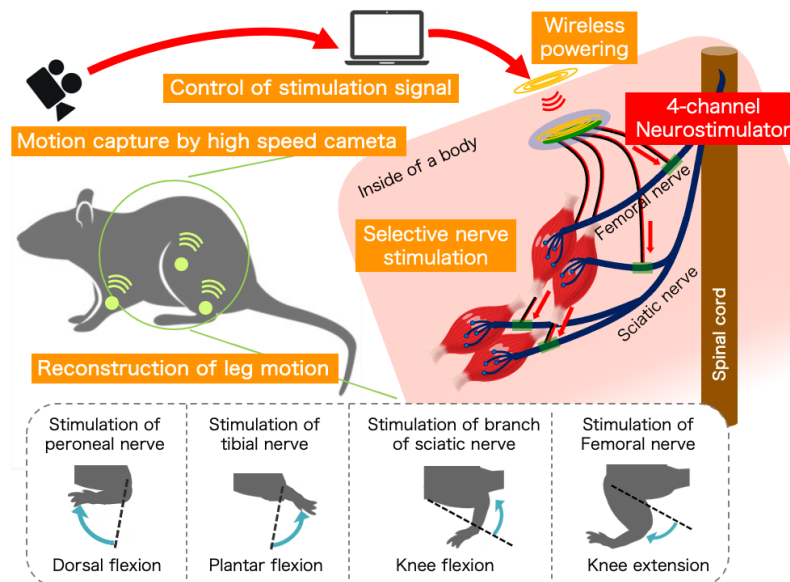 Wireless
powering
Control of stimulation signal
4-channel
Neurostimulator
Motion capture by high speed cameta
Inside of a body
Femoral nerve
Selective nerve
stimulation
Sciatic nerve
Spinal cord
Reconstruction of leg motion
Stimulation of
peroneal nerve
Dorsal flexion
Stimulation of
tibial nerve
Plantar flexion
Stimulation of branch
of sciatic nerve
Knee flexion
Stimulation of
Femoral nerve
Knee extension